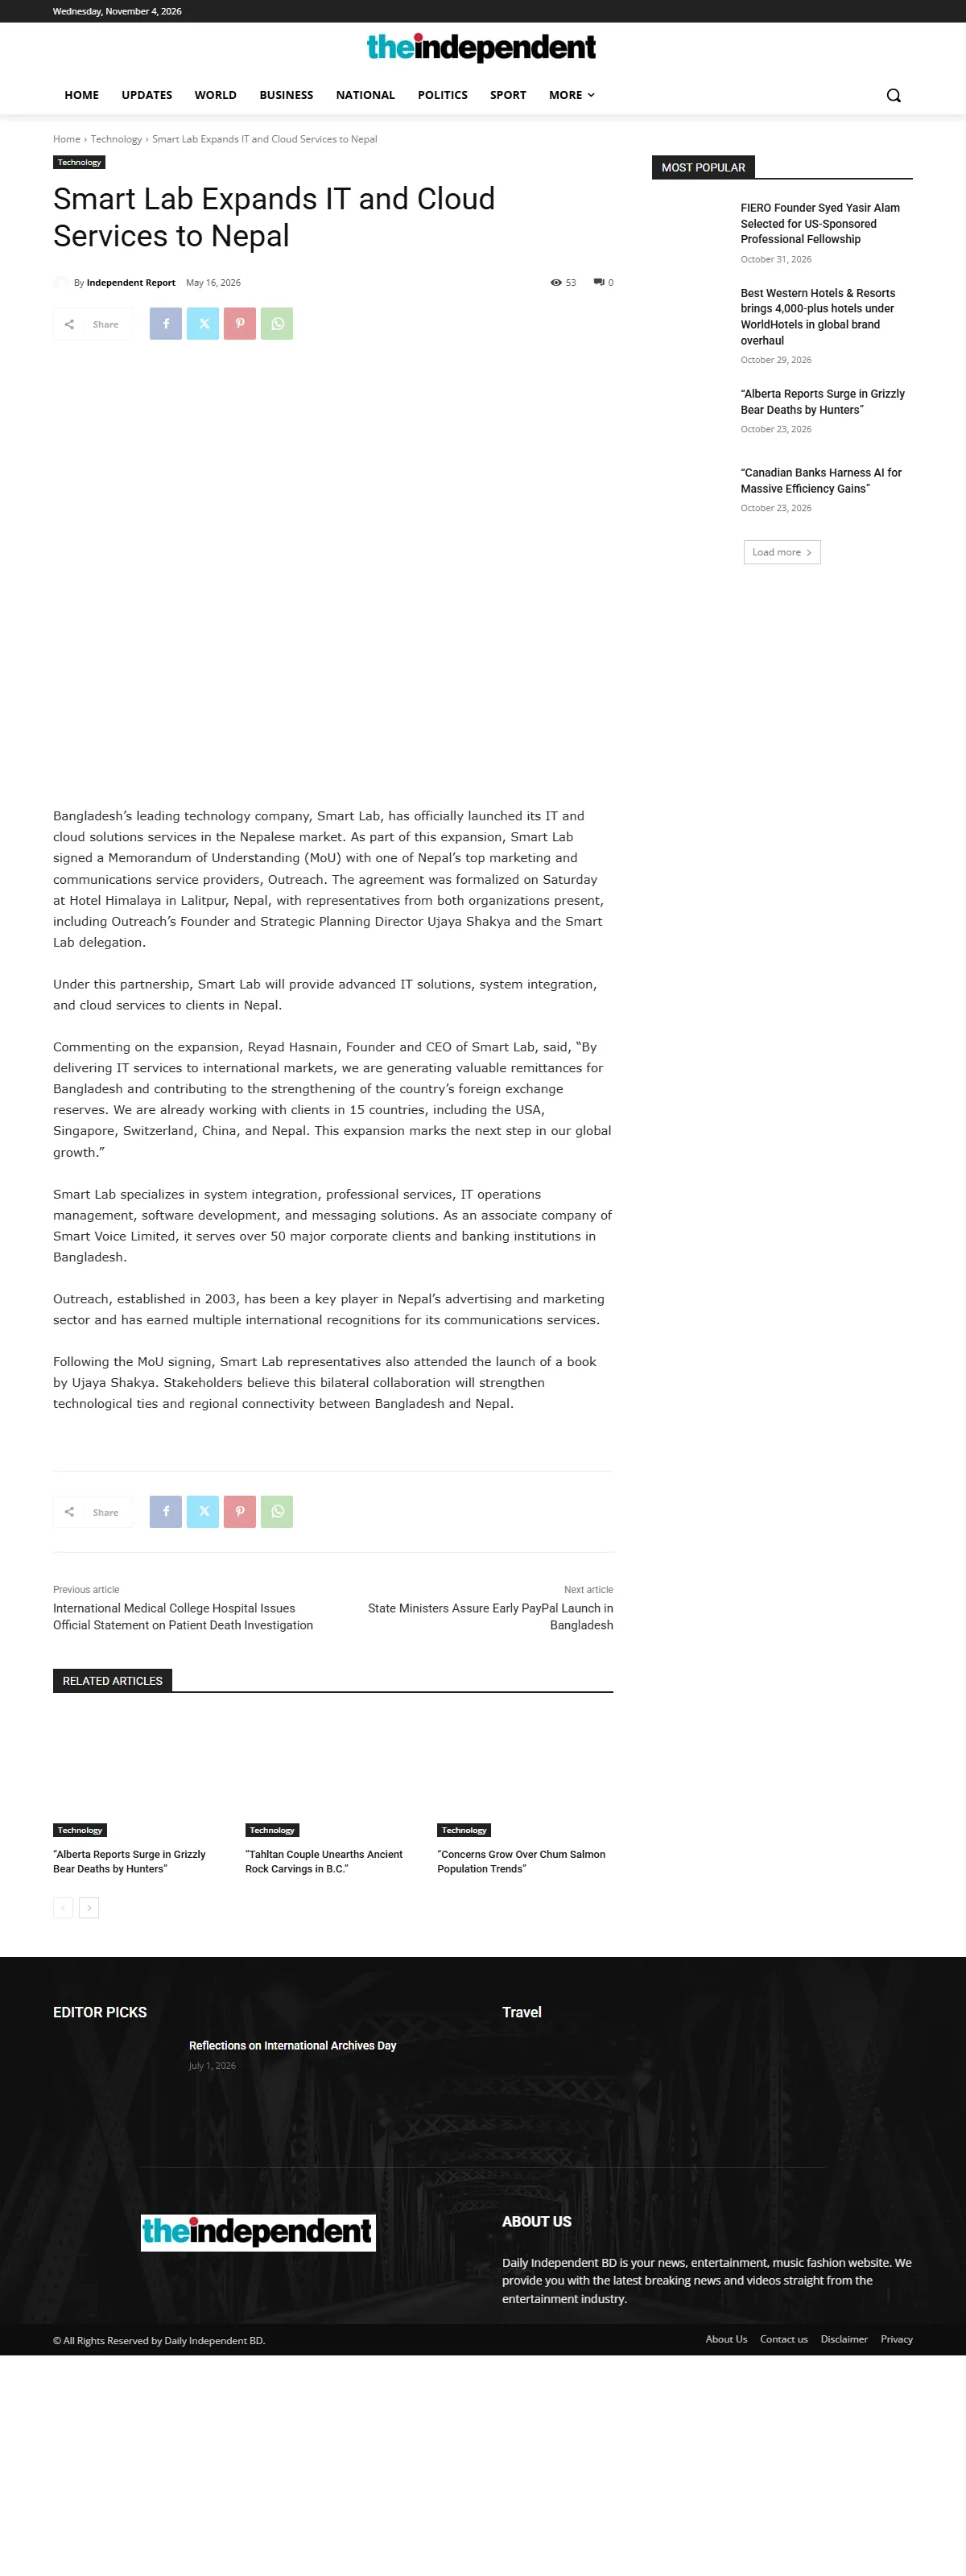 Wednesday, November 4, 2026
theindependent
HOME UPDATES WORLD BUSINESS NATIONAL POLITICS SPORT MORE
Home › Technology › Smart Lab Expands IT and Cloud Services to Nepal
Technology
Smart Lab Expands IT and Cloud
Services to Nepal
By Independent Report May 16, 2026 53 0
Share
MOST POPULAR
FIERO Founder Syed Yasir Alam
Selected for US-Sponsored
Professional Fellowship
October 31, 2026
Best Western Hotels & Resorts
brings 4,000-plus hotels under
WorldHotels in global brand
overhaul
October 29, 2026
“Alberta Reports Surge in Grizzly
Bear Deaths by Hunters”
October 23, 2026
“Canadian Banks Harness AI for
Massive Efficiency Gains”
October 23, 2026
Load more
Bangladesh’s leading technology company, Smart Lab, has officially launched its IT and
cloud solutions services in the Nepalese market. As part of this expansion, Smart Lab
signed a Memorandum of Understanding (MoU) with one of Nepal’s top marketing and
communications service providers, Outreach. The agreement was formalized on Saturday
at Hotel Himalaya in Lalitpur, Nepal, with representatives from both organizations present,
including Outreach’s Founder and Strategic Planning Director Ujaya Shakya and the Smart
Lab delegation.
Under this partnership, Smart Lab will provide advanced IT solutions, system integration,
and cloud services to clients in Nepal.
Commenting on the expansion, Reyad Hasnain, Founder and CEO of Smart Lab, said, “By
delivering IT services to international markets, we are generating valuable remittances for
Bangladesh and contributing to the strengthening of the country’s foreign exchange
reserves. We are already working with clients in 15 countries, including the USA,
Singapore, Switzerland, China, and Nepal. This expansion marks the next step in our global
growth.”
Smart Lab specializes in system integration, professional services, IT operations
management, software development, and messaging solutions. As an associate company of
Smart Voice Limited, it serves over 50 major corporate clients and banking institutions in
Bangladesh.
Outreach, established in 2003, has been a key player in Nepal’s advertising and marketing
sector and has earned multiple international recognitions for its communications services.
Following the MoU signing, Smart Lab representatives also attended the launch of a book
by Ujaya Shakya. Stakeholders believe this bilateral collaboration will strengthen
technological ties and regional connectivity between Bangladesh and Nepal.
Share
Previous article
International Medical College Hospital Issues
Official Statement on Patient Death Investigation
Next article
State Ministers Assure Early PayPal Launch in
Bangladesh
RELATED ARTICLES
Technology
“Alberta Reports Surge in Grizzly
Bear Deaths by Hunters”
Technology
“Tahltan Couple Unearths Ancient
Rock Carvings in B.C.”
Technology
“Concerns Grow Over Chum Salmon
Population Trends”
EDITOR PICKS
Reflections on International Archives Day
July 1, 2026
Travel
theindependent
ABOUT US
Daily Independent BD is your news, entertainment, music fashion website. We
provide you with the latest breaking news and videos straight from the
entertainment industry.
© All Rights Reserved by Daily Independent BD.
About Us Contact us Disclaimer Privacy